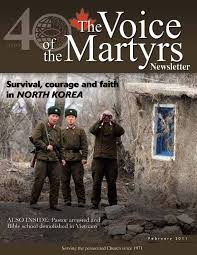 40
The Voice
of the
Martyrs
Newsletter
Survival, courage and faith
in NORTH KOREA
ALSO INSIDE: Pastor arrested and
Bible school demolished in Vietnam
February 2011
Serving the persecuted Church since 1971